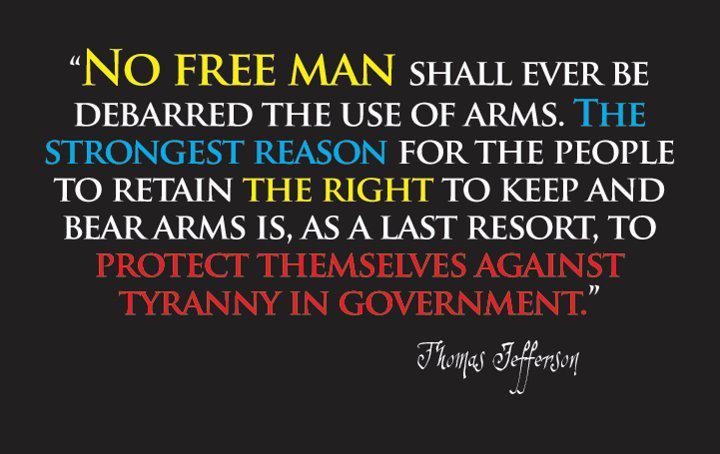 “NO FREE MAN SHALL EVER BE
DEBARRED THE USE OF ARMS. THE
STRONGEST REASON FOR THE PEOPLE
TO RETAIN THE RIGHT TO KEEP AND
BEAR ARMS IS, AS A LAST RESORT, TO
PROTECT THEMSELVES AGAINST
TYRANNY IN GOVERNMENT.”
Thomas Jefferson